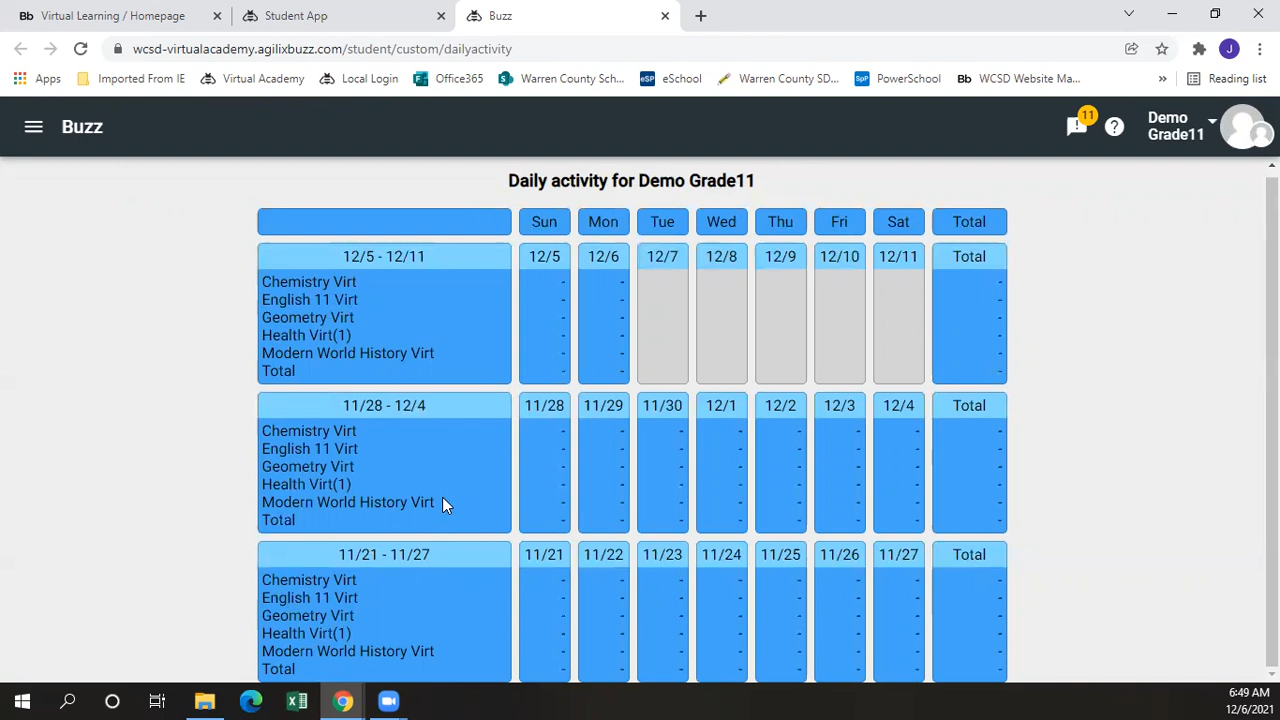 Bb Virtual Learning / Homepage
Student App
Buzz
wcsd-virtualacademy.agilixbuzz.com/student/custom/dailyactivity
J
Apps Imported From IE Virtual Academy Local Login Office365 Warren County Sch... eSP eSchool Warren County SD... SpP PowerSchool Bb WCSD Website Ma... » Reading list
Buzz
11
Demo
Grade11
Daily activity for Demo Grade11
Sun Mon Tue Wed Thu Fri Sat Total
12/5 - 12/11 12/5 12/6 12/7 12/8 12/9 12/10 12/11 Total
Chemistry Virt - - -
English 11 Virt - - -
Geometry Virt - - -
Health Virt(1) - - -
Modern World History Virt - - -
Total - - -
11/28 - 12/4 11/28 11/29 11/30 12/1 12/2 12/3 12/4 Total
Chemistry Virt - - - - - - - -
English 11 Virt - - - - - - - -
Geometry Virt - - - - - - - -
Health Virt(1) - - - - - - - -
Modern World History Virt - - - - - - - -
Total - - - - - - - -
11/21 - 11/27 11/21 11/22 11/23 11/24 11/25 11/26 11/27 Total
Chemistry Virt - - - - - - - -
English 11 Virt - - - - - - - -
Geometry Virt - - - - - - - -
Health Virt(1) - - - - - - - -
Modern World History Virt - - - - - - - -
Total - - - - - - - -
6:49 AM
12/6/2021